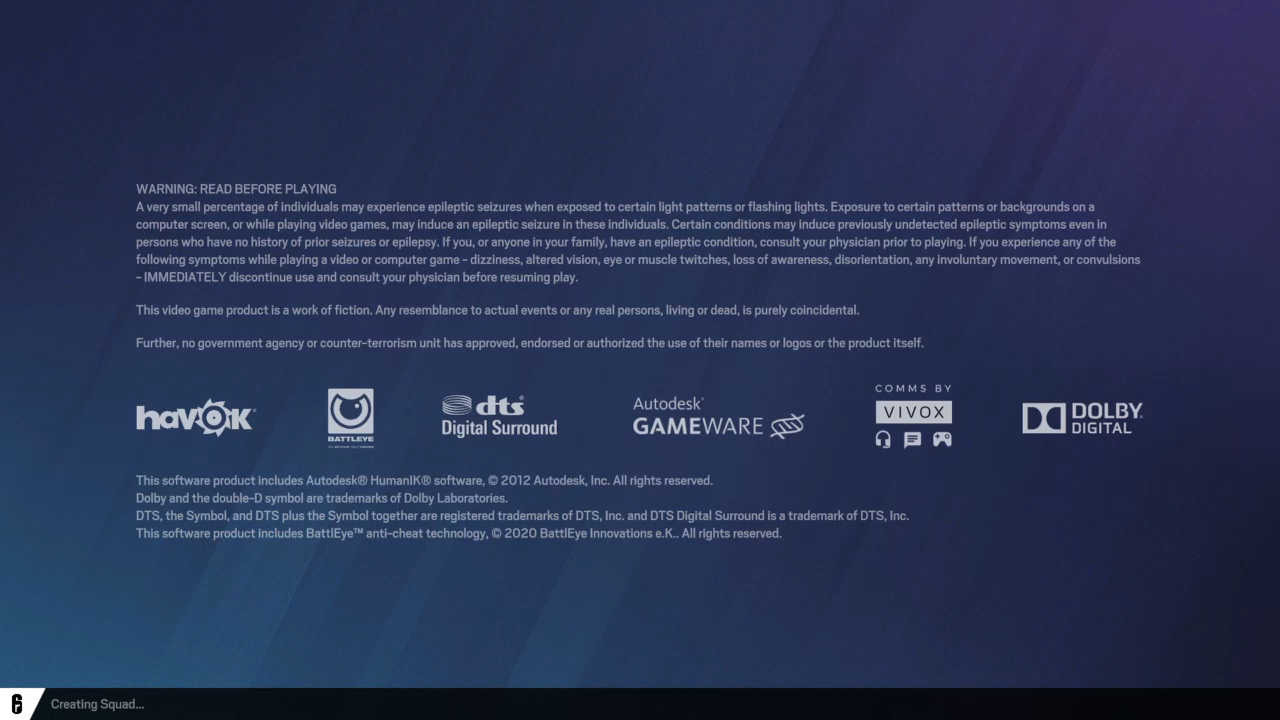 WARNING: READ BEFORE PLAYING
A very small percentage of individuals may experience epileptic seizures when exposed to certain light patterns or flashing lights. Exposure to certain patterns or backgrounds on a
computer screen, or while playing video games, may induce an epileptic seizure in these individuals. Certain conditions may induce previously undetected epileptic symptoms even in
persons who have no history of prior seizures or epilepsy. If you, or anyone in your family, have an epileptic condition, consult your physician prior to playing. If you experience any of the
following symptoms while playing a video or computer game - dizziness, altered vision, eye or muscle twitches, loss of awareness, disorientation, any involuntary movement, or convulsions
- IMMEDIATELY discontinue use and consult your physician before resuming play.
This video game product is a work of fiction. Any resemblance to actual events or any real persons, living or dead, is purely coincidental.
Further, no government agency or counter-terrorism unit has approved, endorsed or authorized the use of their names or logos or the product itself.
havok®
BATTLEYE
dts
Digital Surround
Autodesk®
GAMEWARE
COMMS BY
VIVOX
DOLBY®
DIGITAL
This software product includes Autodesk® HumanIK® software, © 2012 Autodesk, Inc. All rights reserved.
Dolby and the double-D symbol are trademarks of Dolby Laboratories.
DTS, the Symbol, and DTS plus the Symbol together are registered trademarks of DTS, Inc. and DTS Digital Surround is a trademark of DTS, Inc.
This software product includes BattlEye™ anti-cheat technology, © 2020 BattlEye Innovations e.K.. All rights reserved.
6
Creating Squad...